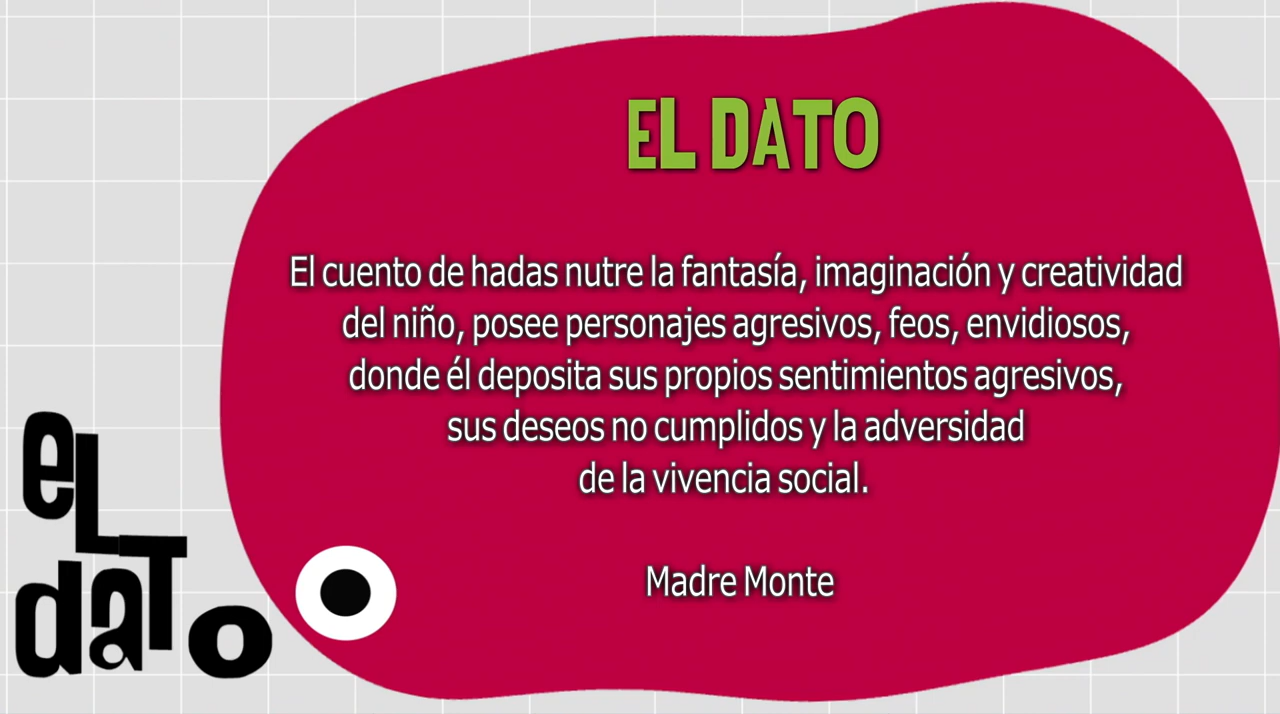 EL DATO
El cuento de hadas nutre la fantasía, imaginación y creatividad
del niño, posee personajes agresivos, feos, envidiosos,
donde él deposita sus propios sentimientos agresivos,
sus deseos no cumplidos y la adversidad
de la vivencia social.
Madre Monte
eL
daTo